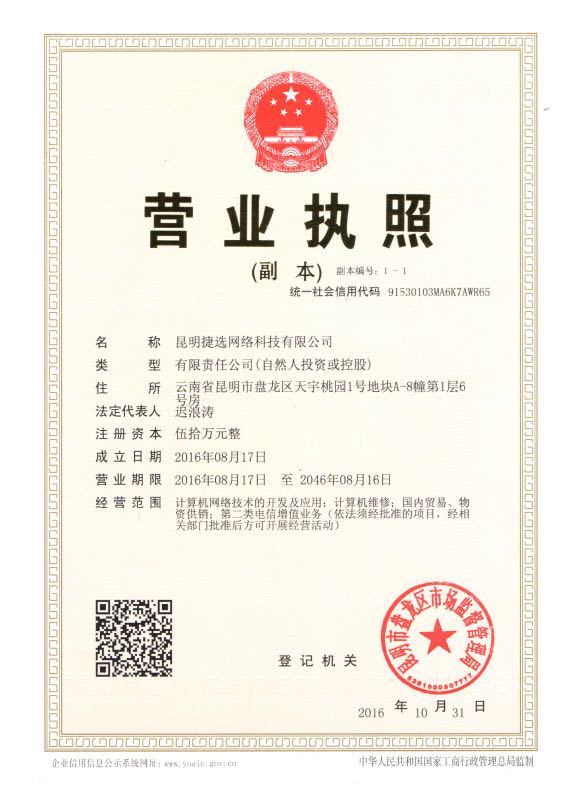 营业执照
(副 本) 副本编号：1 - 1
统一社会信用代码 91530103MA6K7AWR65
名 称 昆明捷选网络科技有限公司
类 型 有限责任公司(自然人投资或控股)
住 所 云南省昆明市盘龙区天宇桃园1号地块A-8幢第1层6
号房
法定代表人 迟浪涛
注册资本 伍拾万元整
成立日期 2016年08月17日
营业期限 2016年08月17日 至 2046年08月16日
经营范围 计算机网络技术的开发及应用；计算机维修；国内贸易、物
资供销；第二类电信增值业务（依法须经批准的项目，经相
关部门批准后方可开展经营活动）
昆明市盘龙区市场监督管理局
登记机关
2016 年 10 月 31 日
企业信用信息公示系统网址：www.ynaic.gov.cn
中华人民共和国国家工商行政管理总局监制